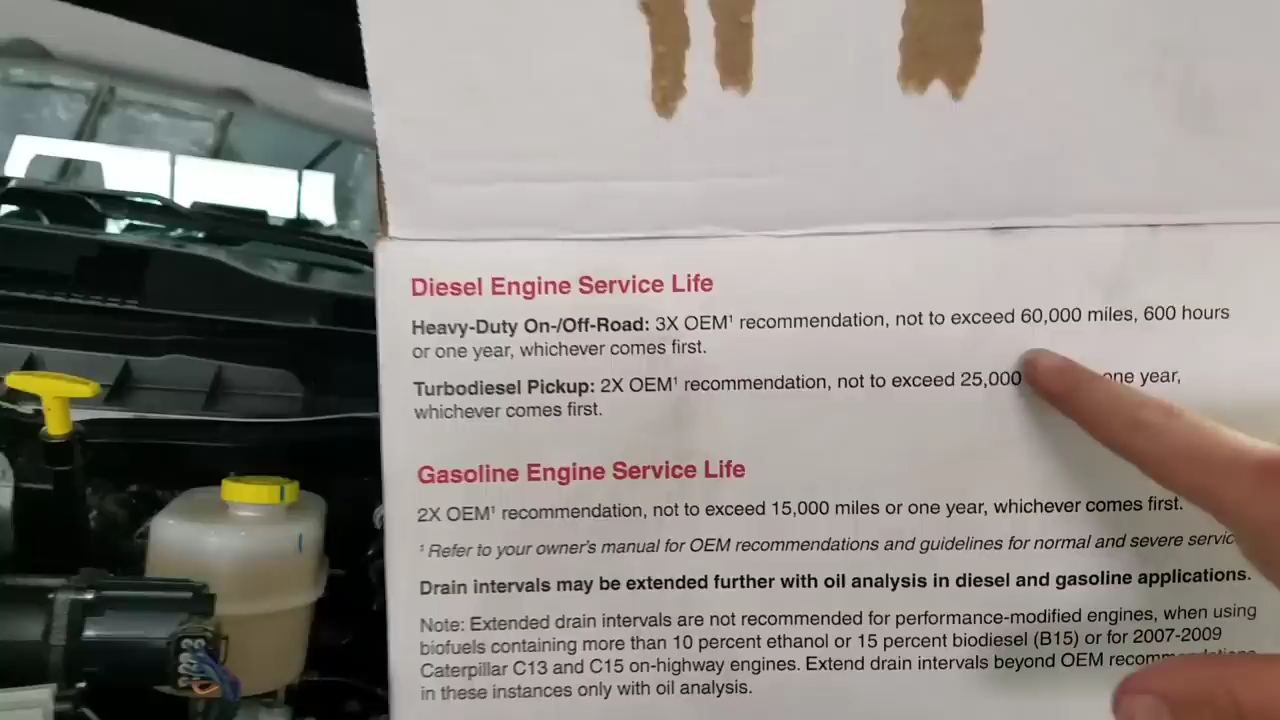 Diesel Engine Service Life
Heavy-Duty On-/Off-Road: 3X OEM¹ recommendation, not to exceed 60,000 miles, 600 hours
or one year, whichever comes first.
Turbodiesel Pickup: 2X OEM¹ recommendation, not to exceed 25,000 one year,
whichever comes first.
Gasoline Engine Service Life
2X OEM¹ recommendation, not to exceed 15,000 miles or one year, whichever comes first.
¹ Refer to your owner's manual for OEM recommendations and guidelines for normal and severe
Drain intervals may be extended further with oil analysis in diesel and gasoline applications.
Note: Extended drain intervals are not recommended for performance-modified engines, when using
biofuels containing more than 10 percent ethanol or 15 percent biodiesel (B15) or for 2007-2009
Caterpillar C13 and C15 on-highway engines. Extend drain intervals beyond OEM
in these instances only with oil analysis.